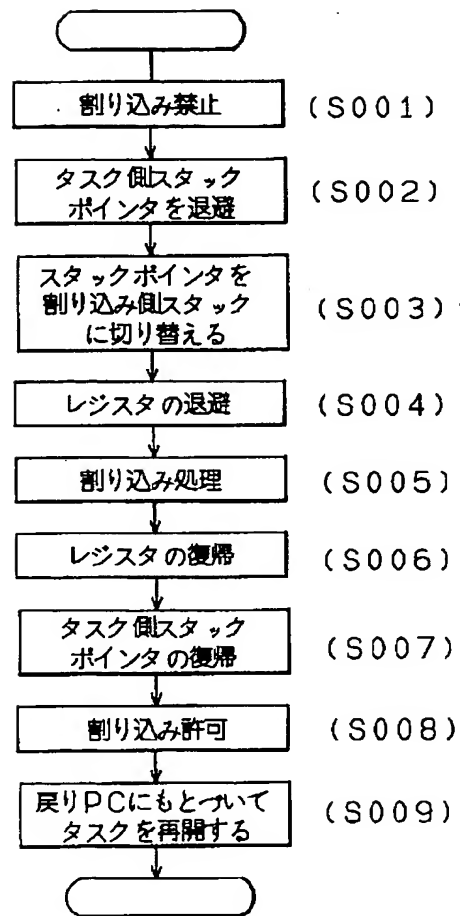 割り込み禁止 (S001)
タスク側スタック
ポインタを退避 (S002)
スタックポインタを
割り込み側スタック
に切り替える (S003)
レジスタの退避 (S004)
割り込み処理 (S005)
レジスタの復帰 (S006)
タスク側スタック
ポインタの復帰 (S007)
割り込み許可 (S008)
戻りPCにもとづいて
タスクを再開する (S009)